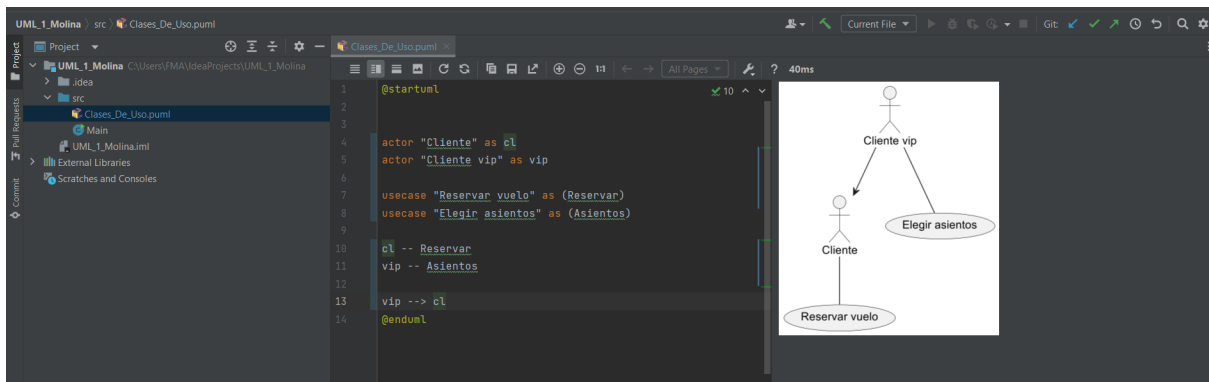 UML_1_Molina src Clases_De_Uso.puml Current File Git:
Project Clases_De_Uso.puml
UML_1_Molina C:\Users\FMA\IdeaProjects\UML_1_Molina
.idea
src
Clases_De_Uso.puml
Main
UML_1_Molina.iml
External Libraries
Scratches and Consoles
Project
Pull Requests
Commit
1:1 All Pages ? 40ms
10
1 @startuml
2
3
4 actor "Cliente" as cl
5 actor "Cliente vip" as vip
6
7 usecase "Reservar vuelo" as (Reservar)
8 usecase "Elegir asientos" as (Asientos)
9
10 cl -- Reservar
11 vip -- Asientos
12
13 vip --> cl
14 @enduml
Cliente vip
Elegir asientos
Cliente
Reservar vuelo